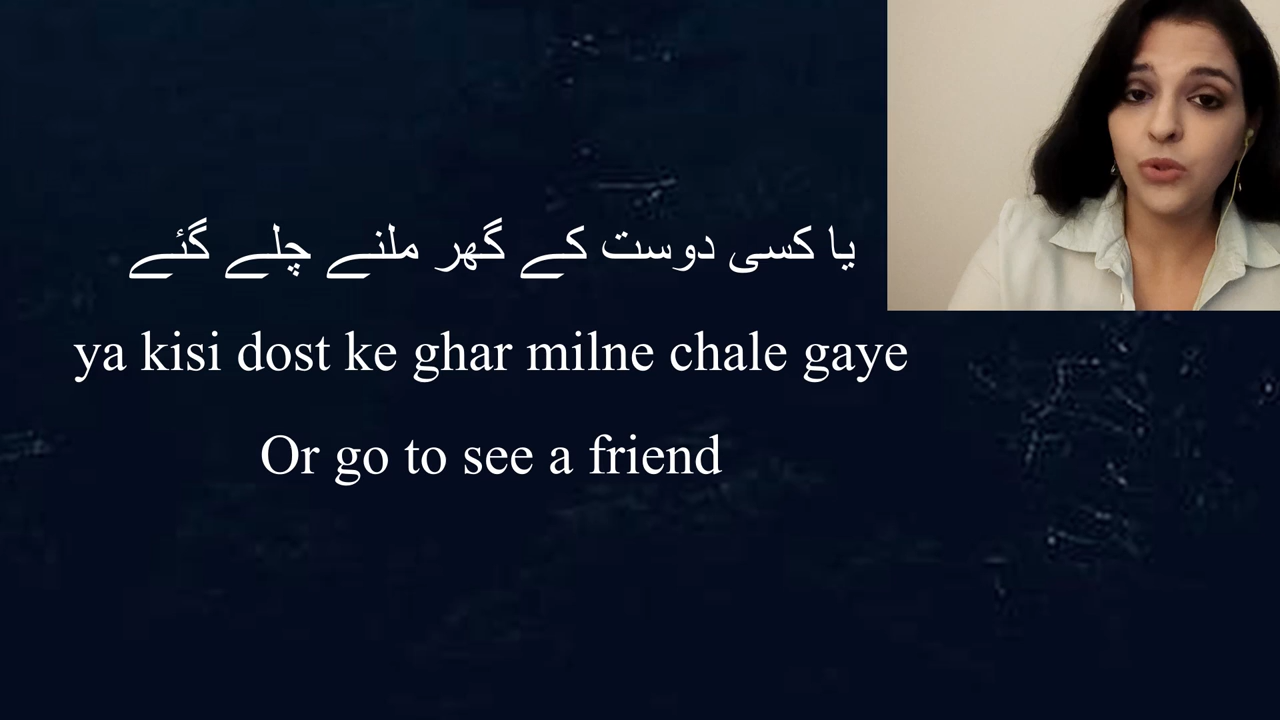 یا کسی دوست کے گھر ملنے چلے گئے
ya kisi dost ke ghar milne chale gaye
Or go to see a friend